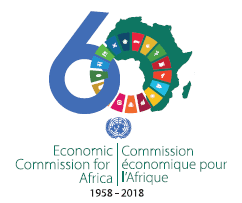 60
Economic Commission
Commission for économique pour
Africa l'Afrique
1958 – 2018